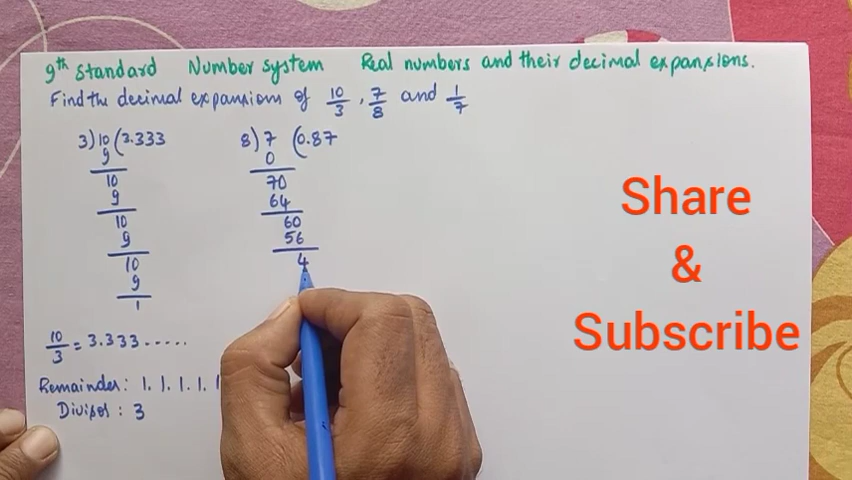 9th Standard Number system Real numbers and their decimal expansions.
Find the decimal expansions of 10/3, 7/8 and 1/7
3)10(3.333
9
10
9
10
9
10
9
1
8)7(0.87
0
70
64
60
56
4
10/3 = 3.333.....
Remainder: 1. 1. 1. 1. 1
Divisor: 3
Share
&
Subscribe